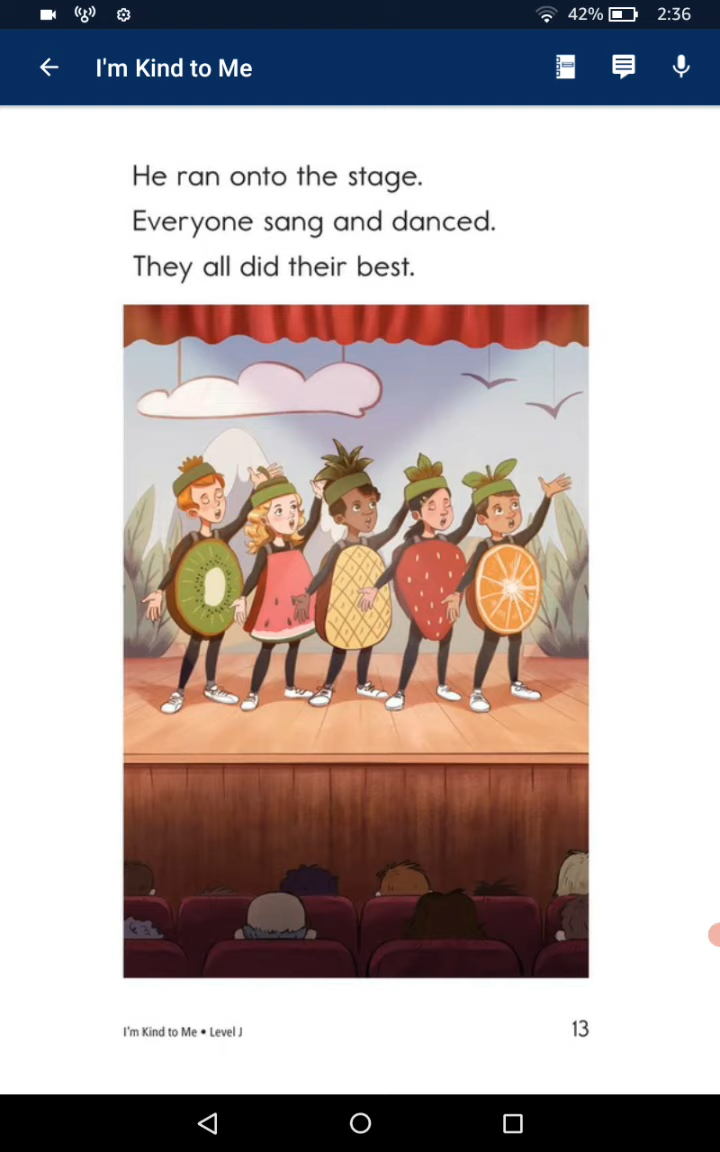 42% 2:36
I'm Kind to Me
He ran onto the stage.
Everyone sang and danced.
They all did their best.
I'm Kind to Me • Level J
13